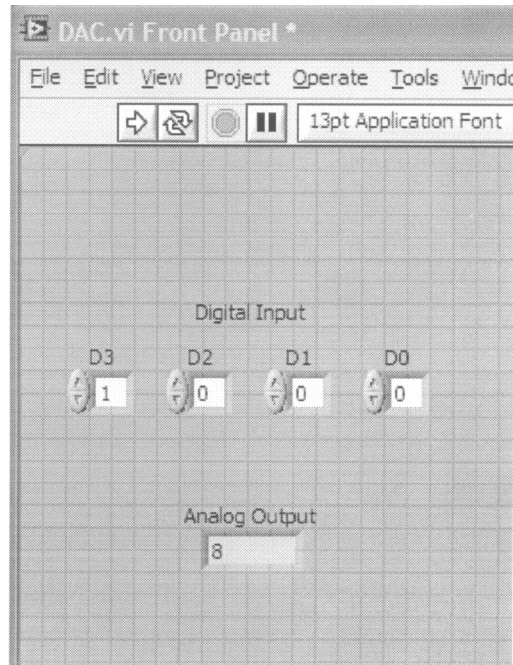 DAC.vi Front Panel *
File Edit View Project Operate Tools Windo
13pt Application Font
Digital Input
D3 D2 D1 D0
1 0 0 0
Analog Output
8